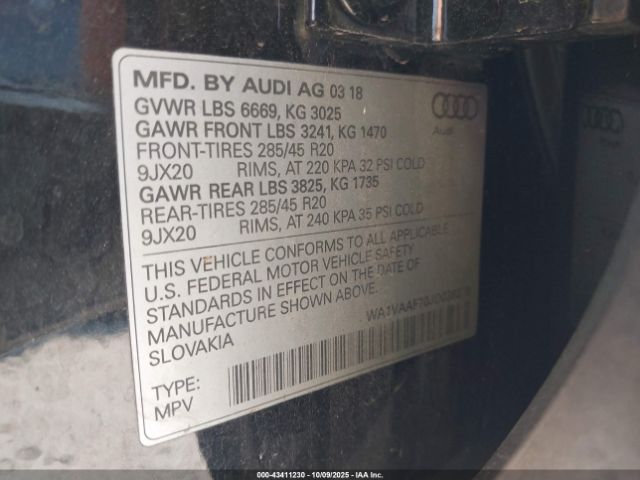 MFD. BY AUDI AG 03 18
GVWR LBS 6669, KG 3025
GAWR FRONT LBS 3241, KG 1470
FRONT-TIRES 285/45 R20
9JX20 RIMS, AT 220 KPA 32 PSI COLD
GAWR REAR LBS 3825, KG 1735
REAR-TIRES 285/45 R20
9JX20 RIMS, AT 240 KPA 35 PSI COLD
Audi
THIS VEHICLE CONFORMS TO ALL APPLICABLE
U.S. FEDERAL MOTOR VEHICLE SAFETY
STANDARDS IN EFFECT ON THE DATE OF
MANUFACTURE SHOWN ABOVE.
SLOVAKIA
TYPE:
MPV
000-43411230 - 10/09/2025 - IAA Inc.